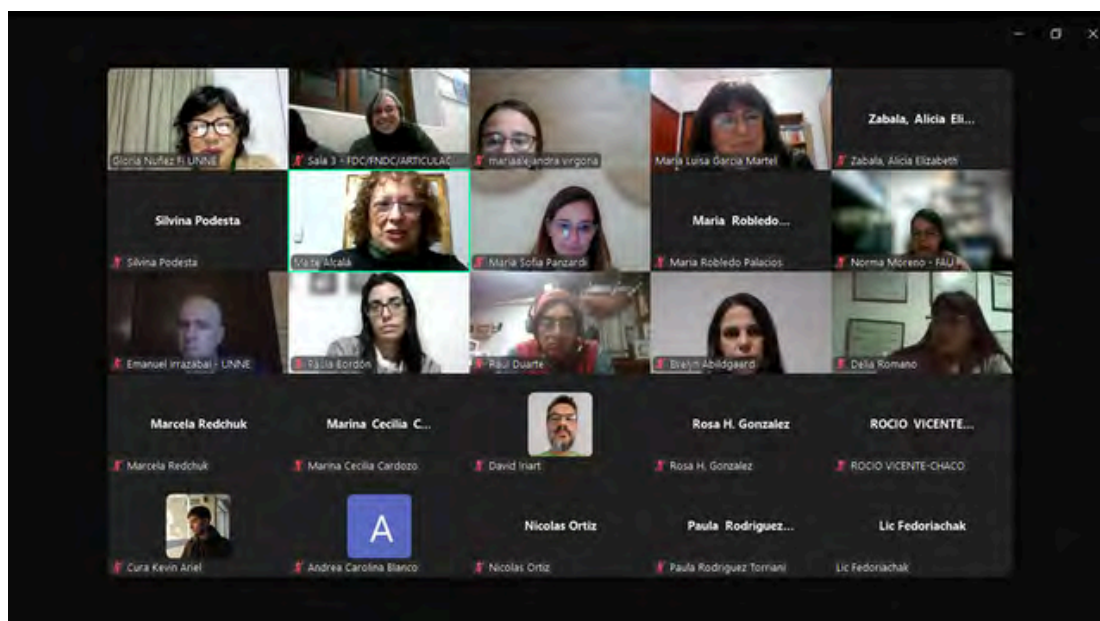 Gloria Nuñez Fi UNNE
Sala 3 - FDC/FNDC/ARTICULAC
mariaalejandra virgona
Maria Luisa Garcia Martel
Zabala, Alicia Eli...
Zabala, Alicia Elizabeth
Silvina Podesta
Silvina Podesta
Maite Alcalá
Maria Sofia Panzardi
Maria Robledo...
Maria Robledo Palacios
Norma Moreno - FAU
Emanuel Irrazabal - UNNE
Bordón
Raul Duarte
Evelyn Abildgaard
Delia Romano
Marcela Redchuk
Marcela Redchuk
Marina Cecilia C...
Marina Cecilia Cardozo
David Iriart
Rosa H. Gonzalez
Rosa H. Gonzalez
ROCIO VICENTE...
ROCIO VICENTE-CHACO
Cura Kevin Ariel
A
Andrea Carolina Blanco
Nicolas Ortiz
Nicolas Ortiz
Paula Rodriguez...
Paula Rodriguez Torriani
Lic Fedoriachak
Lic Fedoriachak